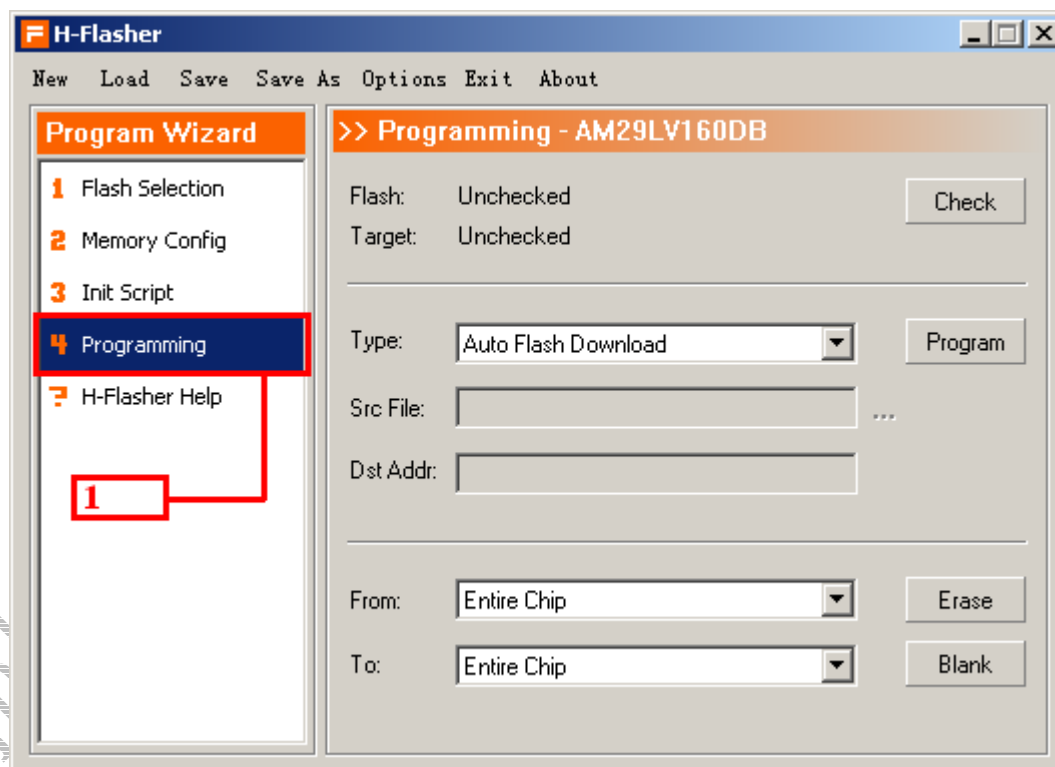 H-Flasher
New Load Save Save As Options Exit About
Program Wizard
1 Flash Selection
2 Memory Config
3 Init Script
4 Programming
? H-Flasher Help
1
>> Programming - AM29LV160DB
Flash: Unchecked
Check
Target: Unchecked
Type: Auto Flash Download
Program
Src File:
...
Dst Addr:
From: Entire Chip
Erase
To: Entire Chip
Blank